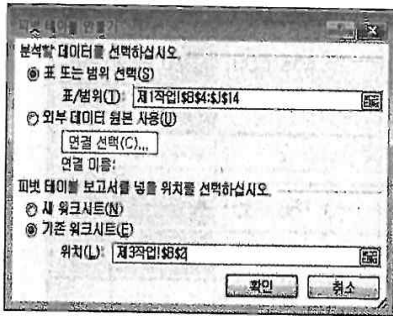 피벗 테이블 만들기
분석할 데이터를 선택하십시오.
표 또는 범위 선택(S)
표/범위(T): 제1작업!$B$4:$J$14
외부 데이터 원본 사용(U)
연결 선택(C)...
연결 이름:
피벗 테이블 보고서를 넣을 위치를 선택하십시오.
새 워크시트(N)
기존 워크시트(E)
위치(L): 제3작업!$B$2
확인 취소